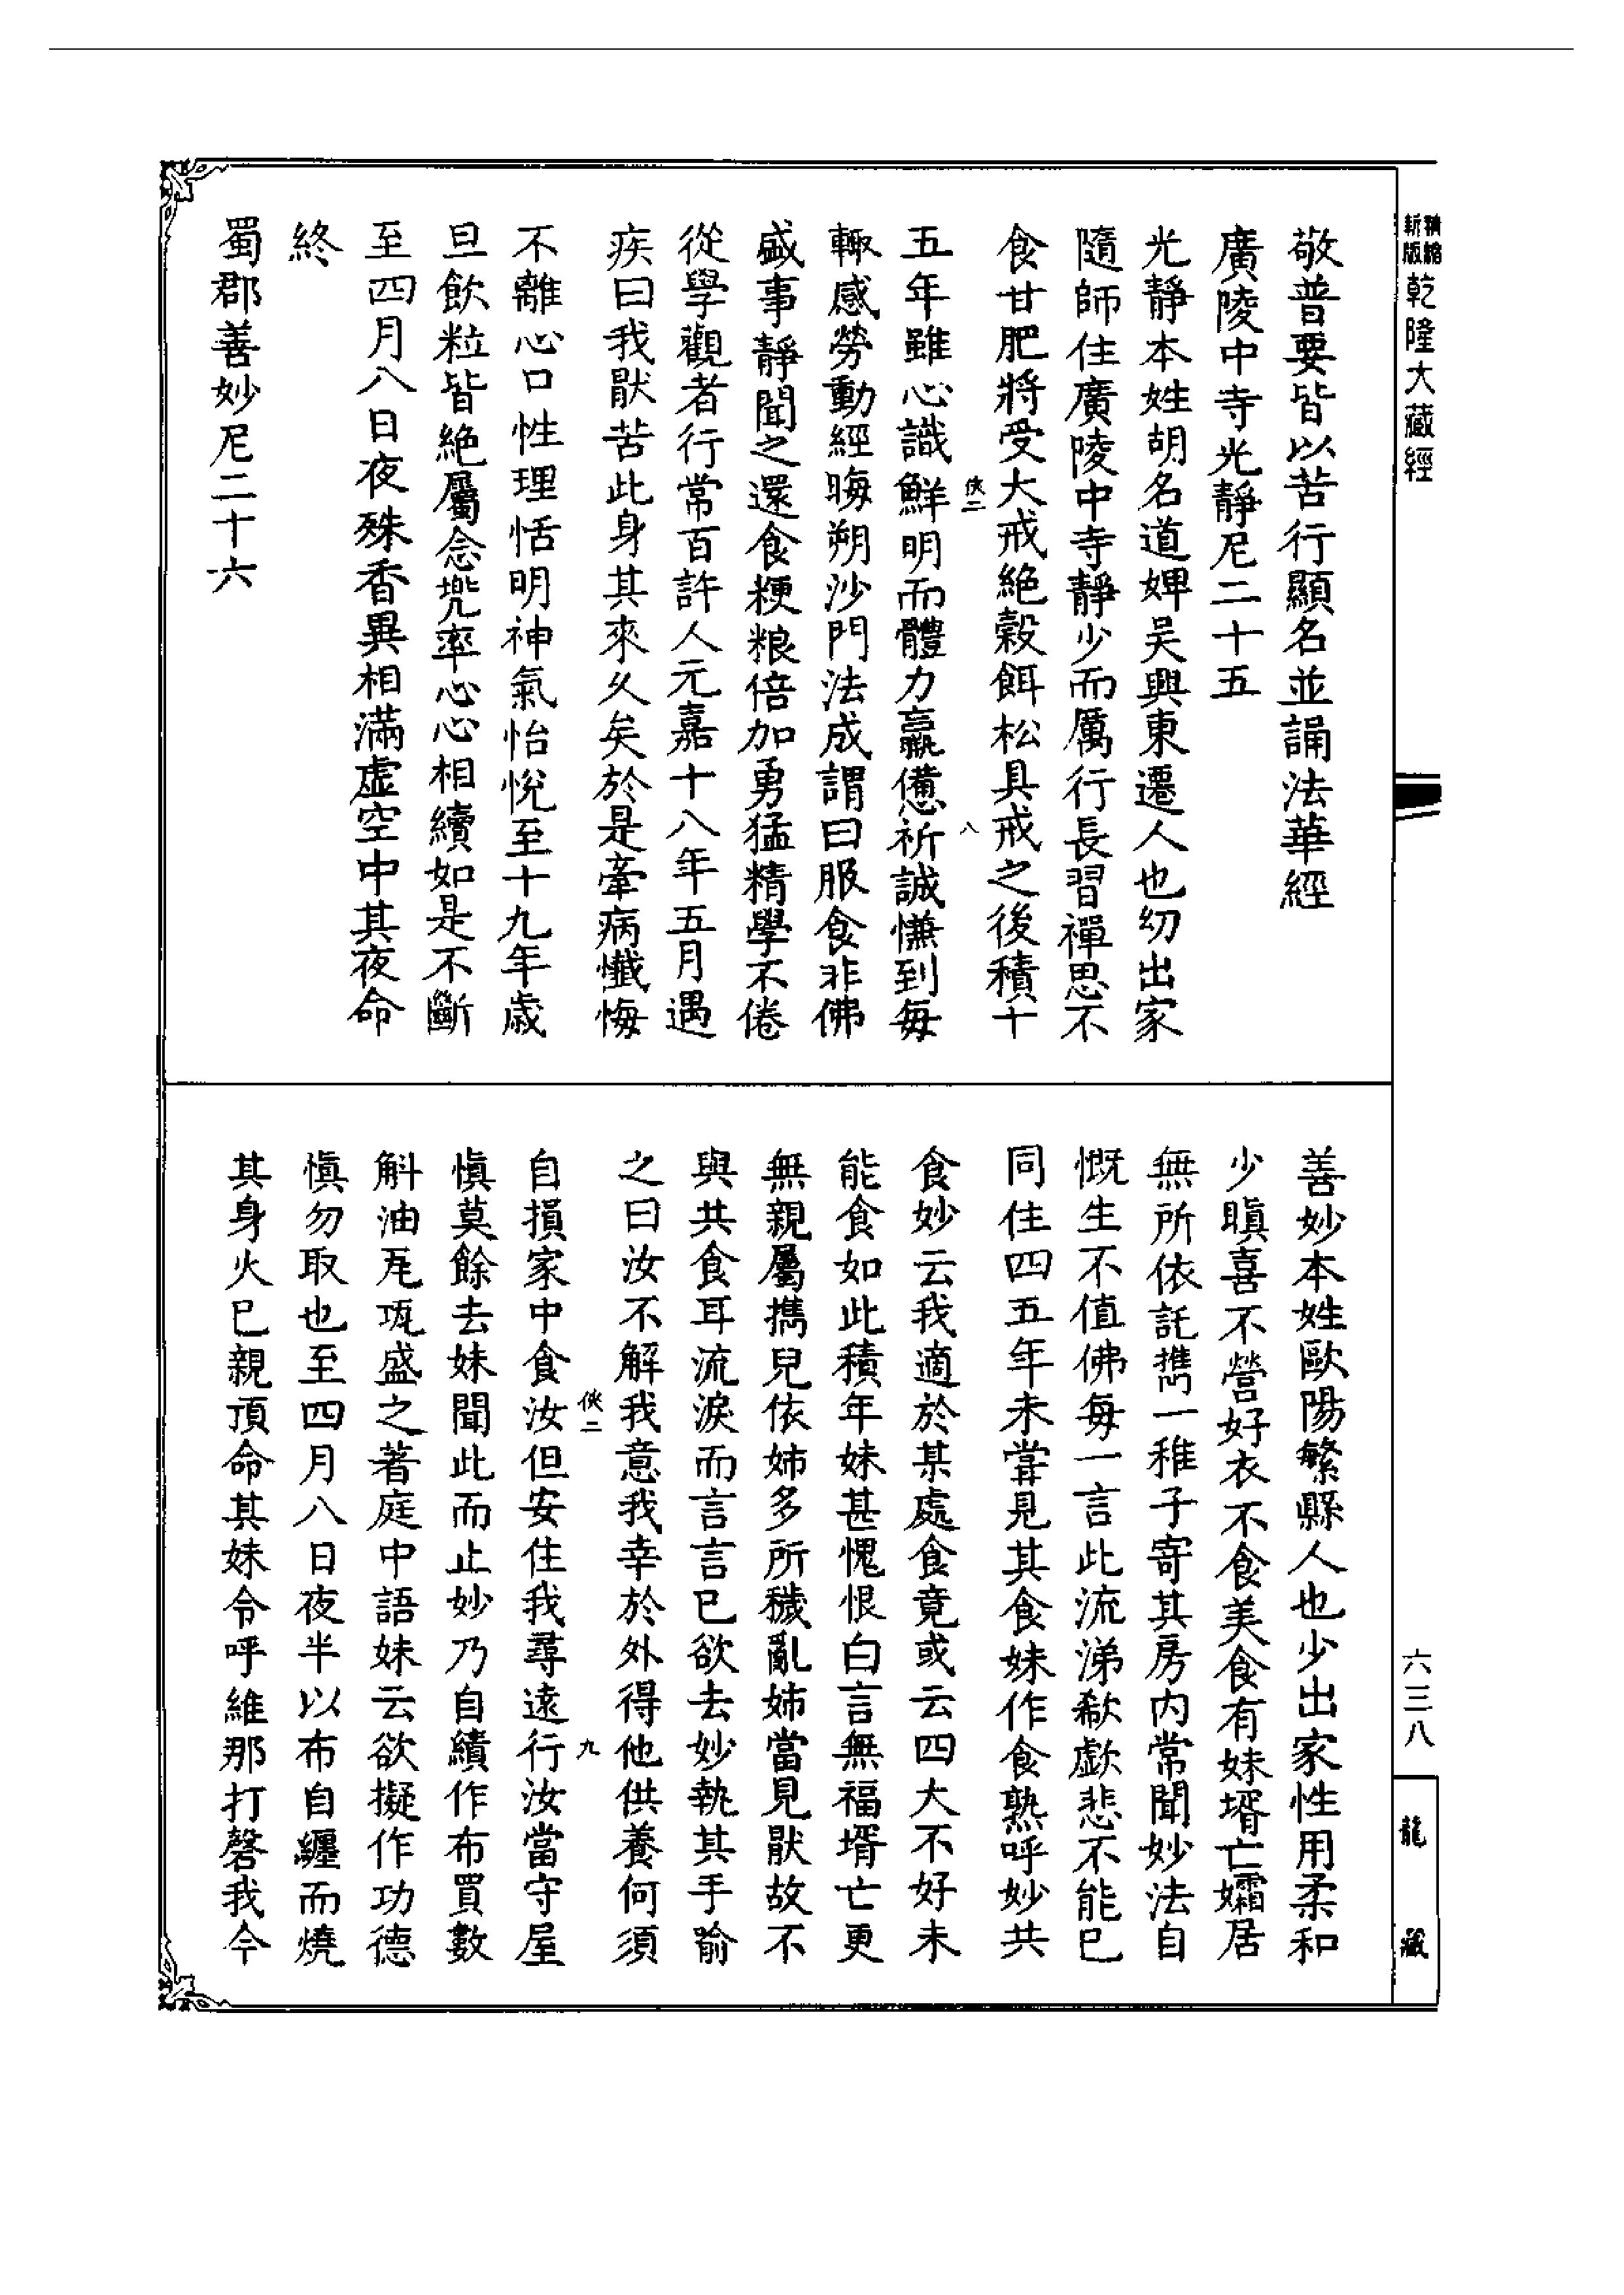 精縮
新版
乾隆大藏經
敬普要皆以苦行顯名並誦法華經
廣陵中寺光靜尼二十五
光靜本姓胡名道婢吳興東遷人也幼出家
隨師住廣陵中寺靜少而厲行長習禪思不
食甘肥將受大戒絕穀餌松具戒之後積十
俠二
八
五年雖心識鮮明而體力羸憊祈誠慊到每
輙感勞動經晦朔沙門法成謂曰服食非佛
盛事靜聞之還食粳粮倍加勇猛精學不倦
從學觀者行常百許人元嘉十八年五月遇
疾曰我厭苦此身其來久矣於是牽病懺悔
不離心口性理恬明神氣怡悅至十九年歲
旦飲粒皆絕屬念兠率心心相續如是不斷
至四月八日夜殊香異相滿虛空中其夜命
終
蜀郡善妙尼二十六
善妙本姓歐陽繁縣人也少出家性用柔和
少瞋喜不營好衣不食美食有妹壻亡孀居
無所依託㩗一稚子寄其房內常聞妙法自
慨生不值佛每一言此流涕歔欷悲不能已
同住四五年未甞見其食妹作食熟呼妙共
食妙云我適於某處食竟或云四大不好未
能食如此積年妹甚愧恨白言無福壻亡更
無親屬攜兒依姊多所穢亂姊當見厭故不
與共食耳流淚而言言已欲去妙執其手喻
之曰汝不解我意我幸於外得他供養何須
俠二
九
自損家中食汝但安住我尋遠行汝當守屋
慎莫餘去妹聞此而止妙乃自績作布買數
斛油瓦瓨盛之著庭中語妹云欲擬作功德
慎勿取也至四月八日夜半以布自纏而燒
其身火已親頂命其妹令呼維那打磬我今
六三八
龍藏